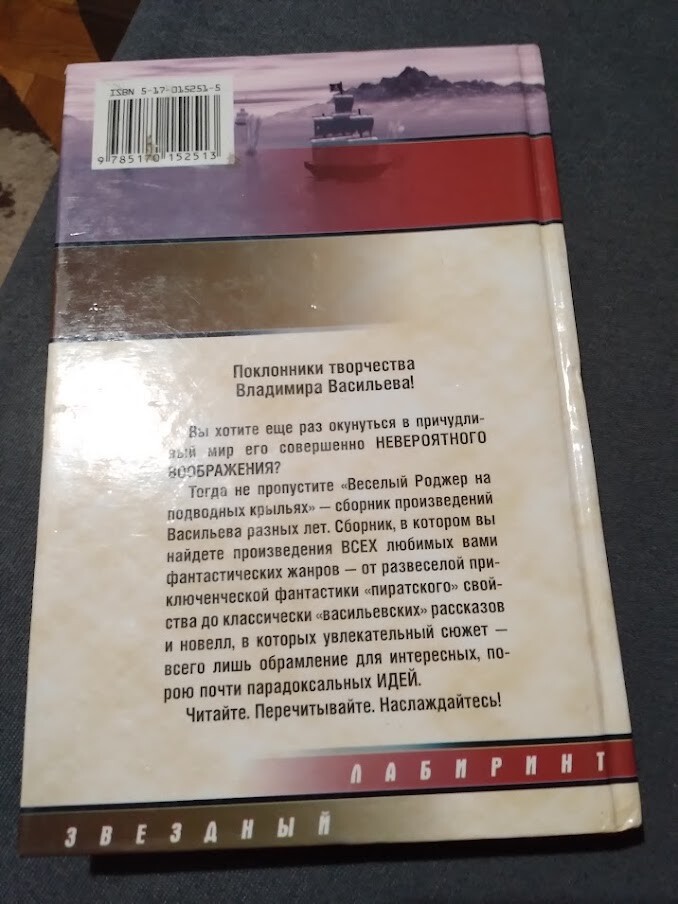 ISBN 5-17-015251-5
9 785170 152513
Поклонники творчества
Владимира Васильева!
Вы хотите еще раз окунуться в причудли-
вый мир его совершенно НЕВЕРОЯТНОГО
ВООБРАЖЕНИЯ?
Тогда не пропустите «Веселый Роджер на
подводных крыльях» — сборник произведений
Васильева разных лет. Сборник, в котором вы
найдете произведения ВСЕХ любимых вами
фантастических жанров — от развеселой при-
ключенческой фантастики «пиратского» свой-
ства до классически «васильевских» рассказов
и новелл, в которых увлекательный сюжет —
всего лишь обрамление для интересных, по-
рою почти парадоксальных ИДЕЙ.
Читайте. Перечитывайте. Наслаждайтесь!
ЛАБИРИНТ
ЗВЕЗДНЫЙ